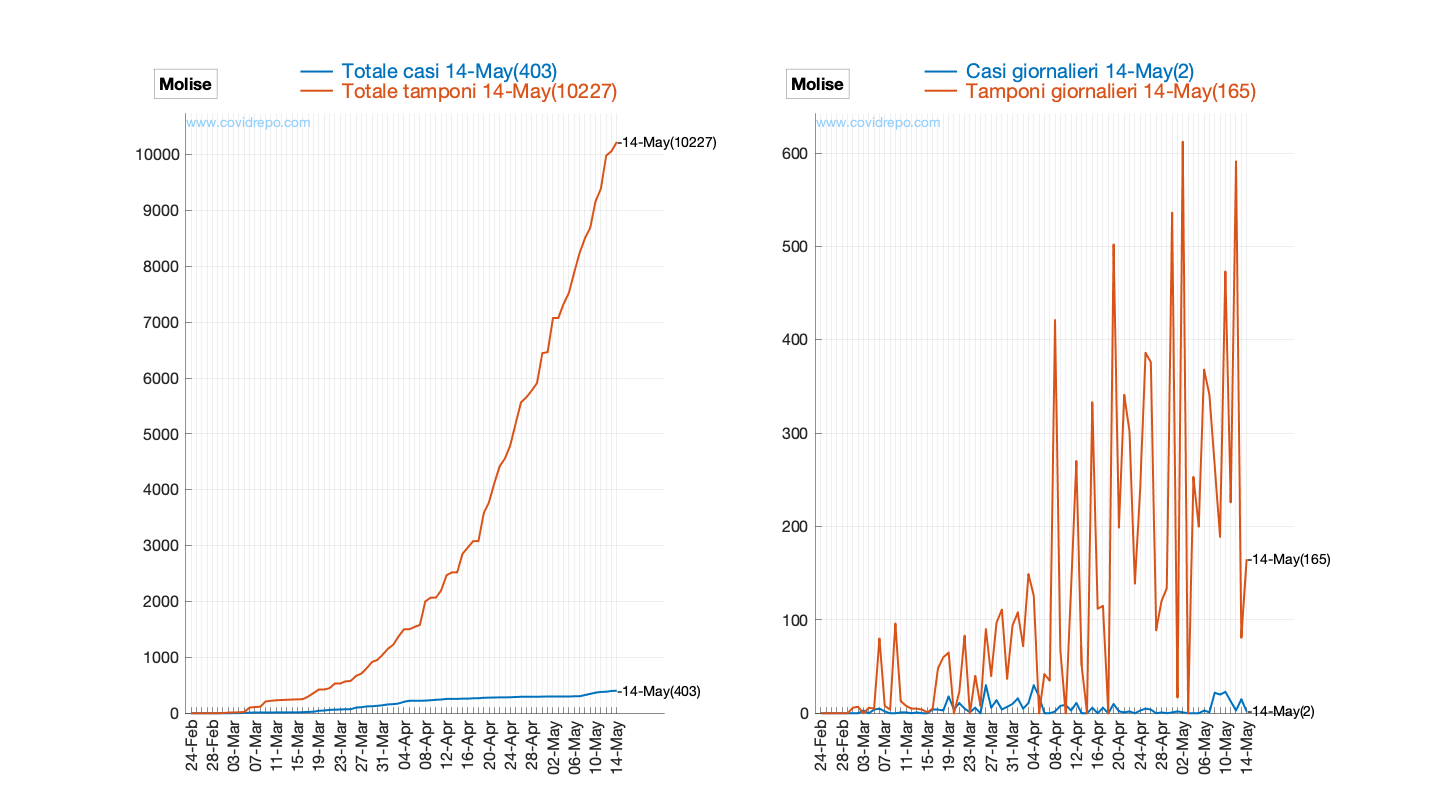 Molise
Totale casi 14-May(403)
Totale tamponi 14-May(10227)
www.covidrepo.com
10000
9000
8000
7000
6000
5000
4000
3000
2000
1000
0
-14-May(10227)
-14-May(403)
24-Feb
28-Feb
03-Mar
07-Mar
11-Mar
15-Mar
19-Mar
23-Mar
27-Mar
31-Mar
04-Apr
08-Apr
12-Apr
16-Apr
20-Apr
24-Apr
28-Apr
02-May
06-May
10-May
14-May
Molise
Casi giornalieri 14-May(2)
Tamponi giornalieri 14-May(165)
www.covidrepo.com
600
500
400
300
200
100
0
-14-May(165)
-14-May(2)
24-Feb
28-Feb
03-Mar
07-Mar
11-Mar
15-Mar
19-Mar
23-Mar
27-Mar
31-Mar
04-Apr
08-Apr
12-Apr
16-Apr
20-Apr
24-Apr
28-Apr
02-May
06-May
10-May
14-May